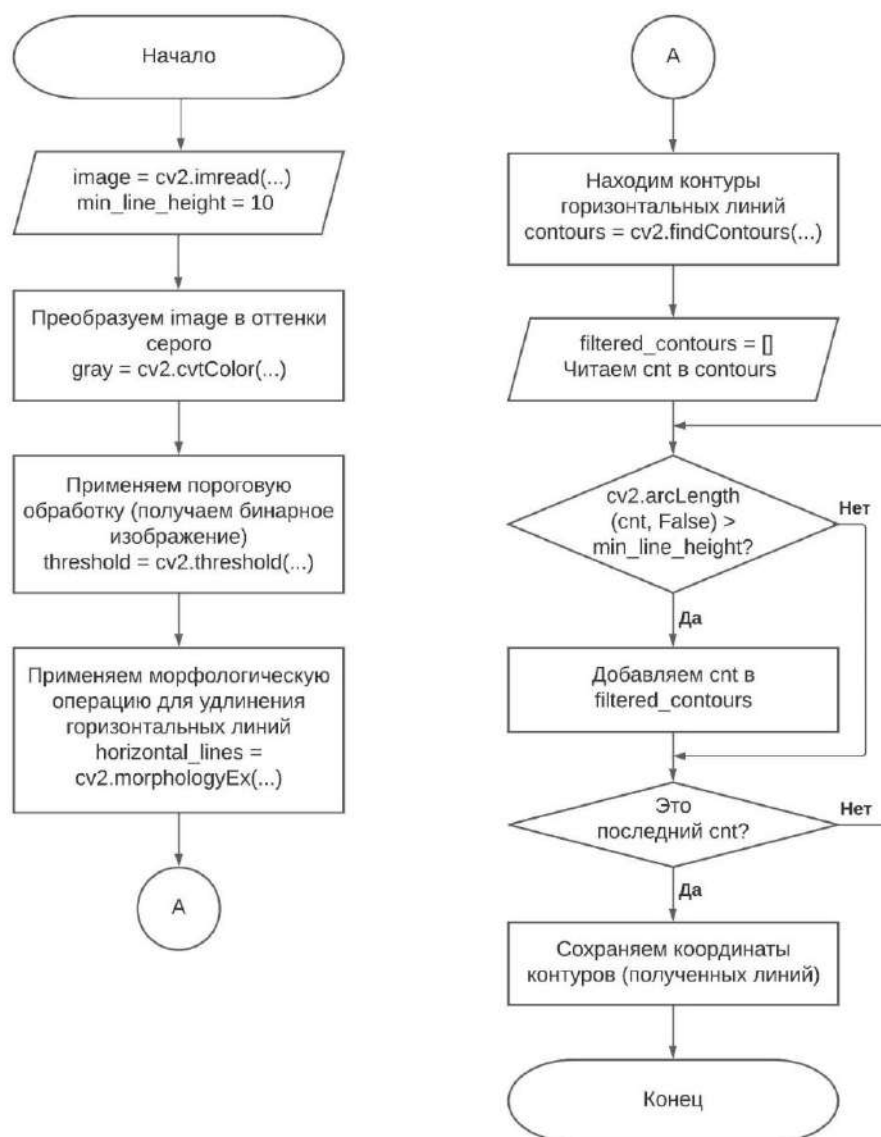 Начало
image = cv2.imread(...)
min_line_height = 10
Преобразуем image в оттенки
серого
gray = cv2.cvtColor(...)
Применяем пороговую
обработку (получаем бинарное
изображение)
threshold = cv2.threshold(...)
Применяем морфологическую
операцию для удлинения
горизонтальных линий
horizontal_lines =
cv2.morphologyEx(...)
A
A
Находим контуры
горизонтальных линий
contours = cv2.findContours(...)
filtered_contours = []
Читаем cnt в contours
cv2.arcLength
(cnt, False) >
min_line_height?
Нет
Да
Добавляем cnt в
filtered_contours
Это
последний cnt?
Нет
Да
Сохраняем координаты
контуров (полученных линий)
Конец